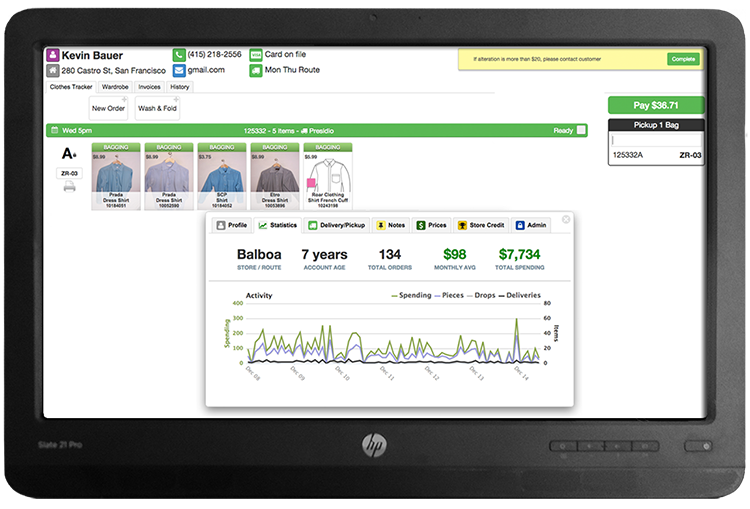 Kevin Bauer
(415) 218-2556
Card on file
280 Castro St, San Francisco
gmail.com
Mon Thu Route
If alteration is more than $20, please contact customer
Complete
Clothes Tracker
Wardrobe
Invoices
History
New Order
Wash & Fold
Pay $36.71
Pickup 1 Bag
125332A
ZR-03
Wed 5pm
125332 - 5 items - Presidio
Ready
A
ZR-03
BAGGING
$8.99
Prada
Dress Shirt
10184051
BAGGING
$8.99
Prada
Dress Shirt
10052598
BAGGING
$3.75
SCP
Shirt
10184052
BAGGING
$8.99
Etro
Dress Shirt
10053896
BAGGING
$8.99
Roar Clothing
Shirt French Cuff
10243198
Profile
Statistics
Delivery/Pickup
Notes
Prices
Store Credit
Admin
Balboa
STORE / ROUTE
7 years
ACCOUNT AGE
134
TOTAL ORDERS
$98
MONTHLY AVG
$7,734
TOTAL SPENDING
Activity
Spending
Pieces
Drops
Deliveries
400
300
200
100
0
Spending
80
60
40
20
0
Items
Dec 08
Dec 09
Dec 10
Dec 11
Dec 12
Dec 13
Dec 14
Slate 21 Pro
hp